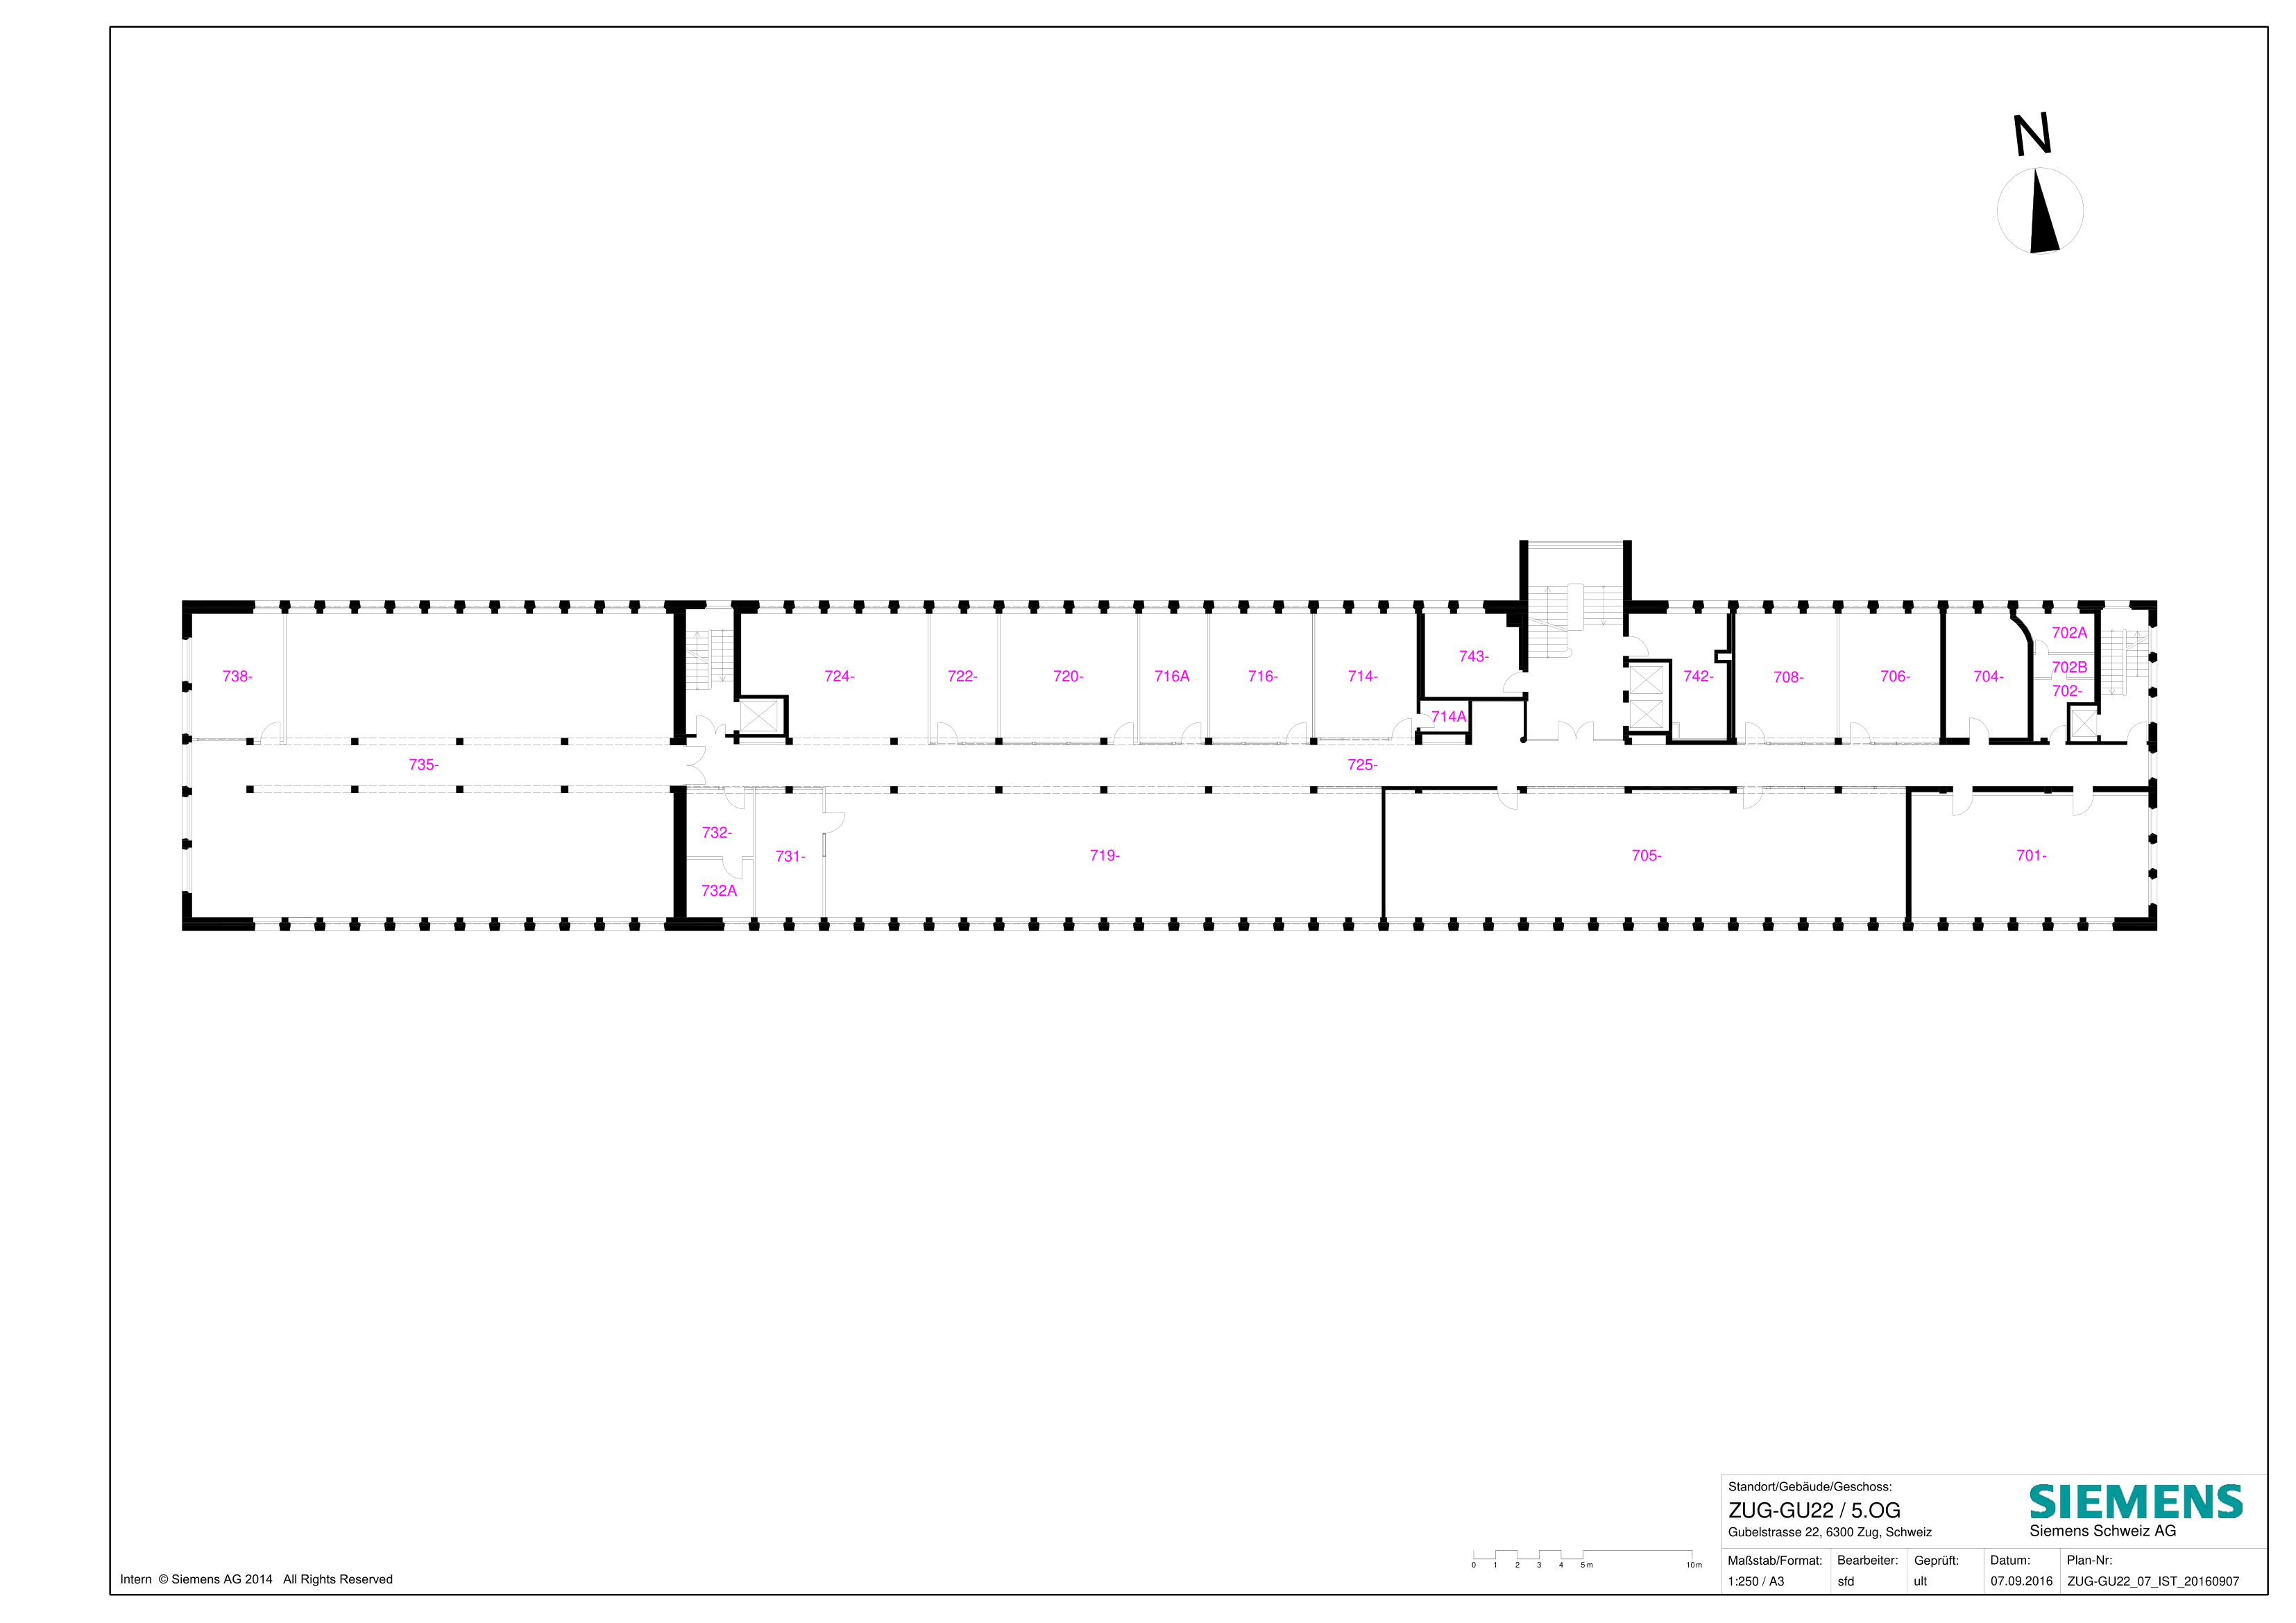 N
702A
743-
702B
738-
724-
722-
720-
716A
716-
714-
742-
708-
706-
704-
702-
714A
735-
725-
732-
731-
719-
705-
701-
732A
Standort/Gebäude/Geschoss:
ZUG-GU22 / 5.OG
Gubelstrasse 22, 6300 Zug, Schweiz
SIEMENS
Siemens Schweiz AG
0 1 2 3 4 5 m 10 m
Maßstab/Format: Bearbeiter: Geprüft: Datum: Plan-Nr:
1:250 / A3 sfd ult 07.09.2016 ZUG-GU22_07_IST_20160907
Intern © Siemens AG 2014 All Rights Reserved